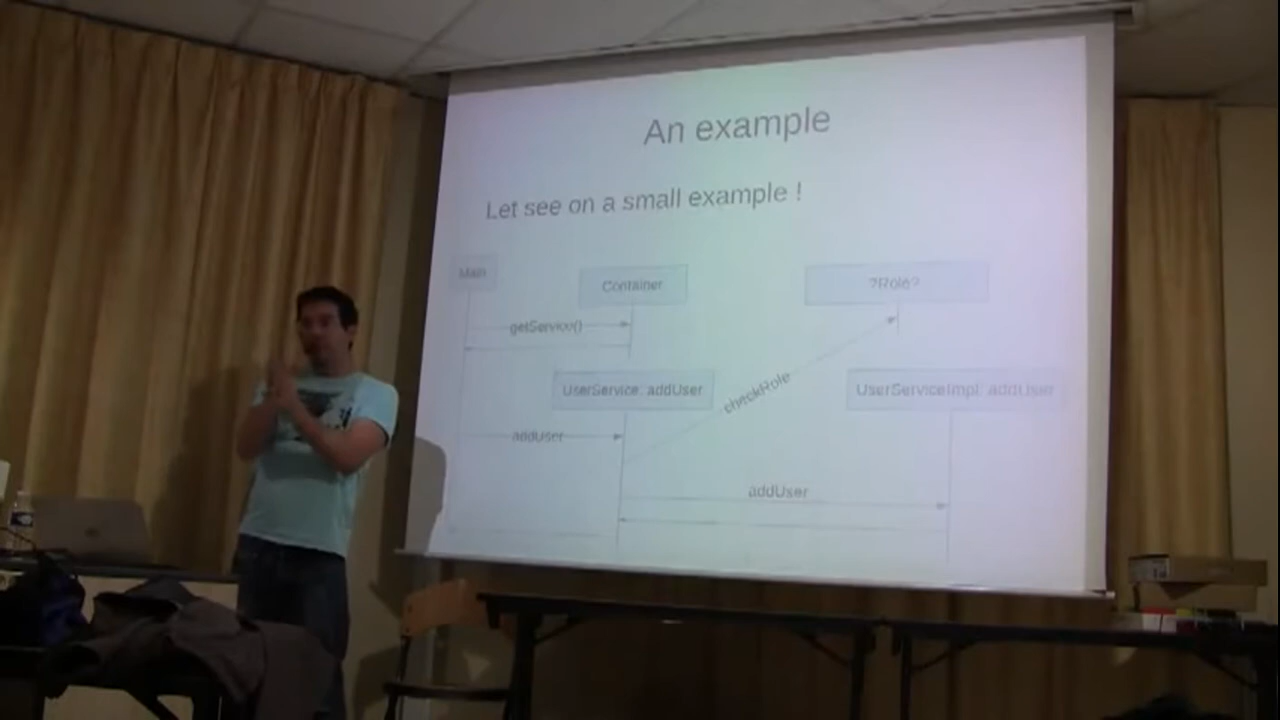 An example
Let see on a small example !
Main
Container
?Role?
getService()
UserService: addUser
checkRole
UserServiceImpl: addUser
addUser
addUser